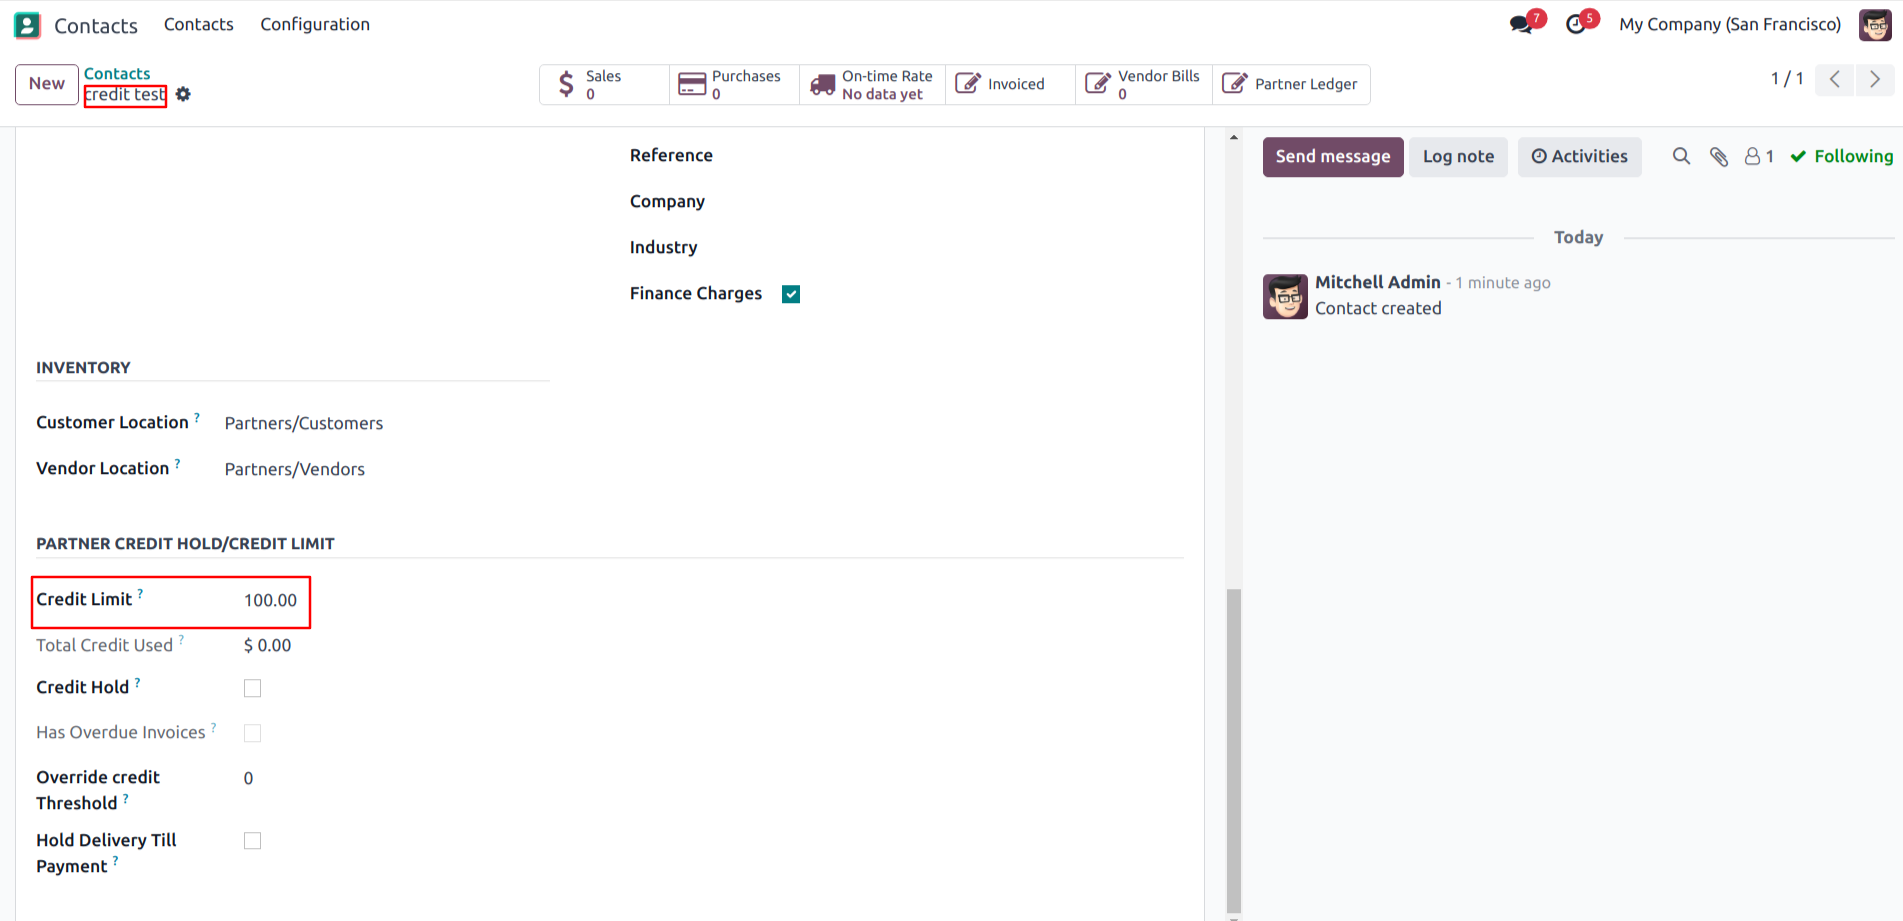 Contacts Contacts Configuration 7 5 My Company (San Francisco)
New Contacts credit test
Sales 0
Purchases 0
On-time Rate No data yet
Invoiced
Vendor Bills 0
Partner Ledger
1 / 1
Reference
Company
Industry
Finance Charges
INVENTORY
Customer Location ? Partners/Customers
Vendor Location ? Partners/Vendors
PARTNER CREDIT HOLD/CREDIT LIMIT
Credit Limit ? 100.00
Total Credit Used ? $ 0.00
Credit Hold ?
Has Overdue Invoices ?
Override credit Threshold ? 0
Hold Delivery Till Payment ?
Send message Log note Activities 1 Following
Today
Mitchell Admin - 1 minute ago
Contact created